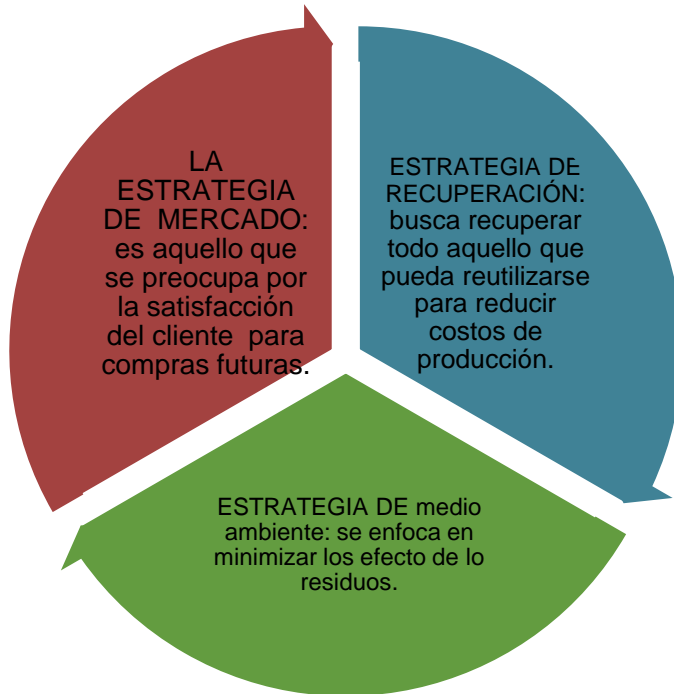 LA
ESTRATEGIA
DE MERCADO:
es aquello que
se preocupa por
la satisfacción
del cliente para
compras futuras.
ESTRATEGIA DE
RECUPERACIÓN:
busca recuperar
todo aquello que
pueda reutilizarse
para reducir
costos de
producción.
ESTRATEGIA DE medio
ambiente: se enfoca en
minimizar los efecto de lo
residuos.